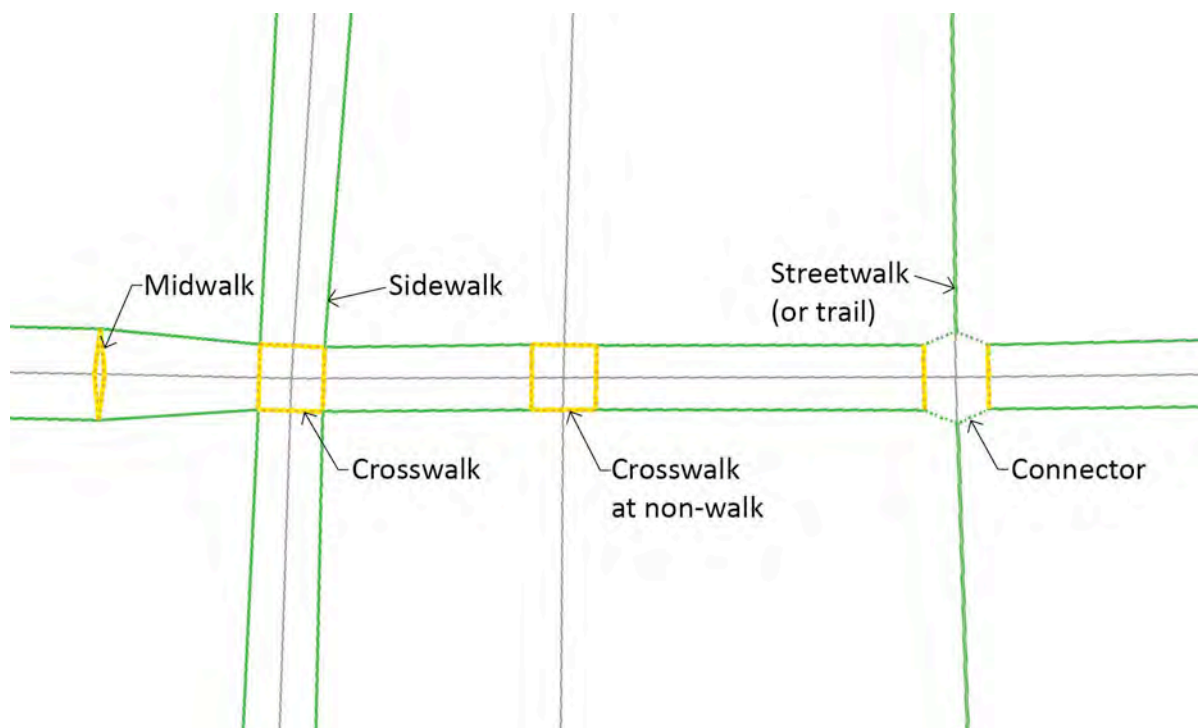 Midwalk
Sidewalk
Streetwalk
(or trail)
Crosswalk
Crosswalk
at non-walk
Connector